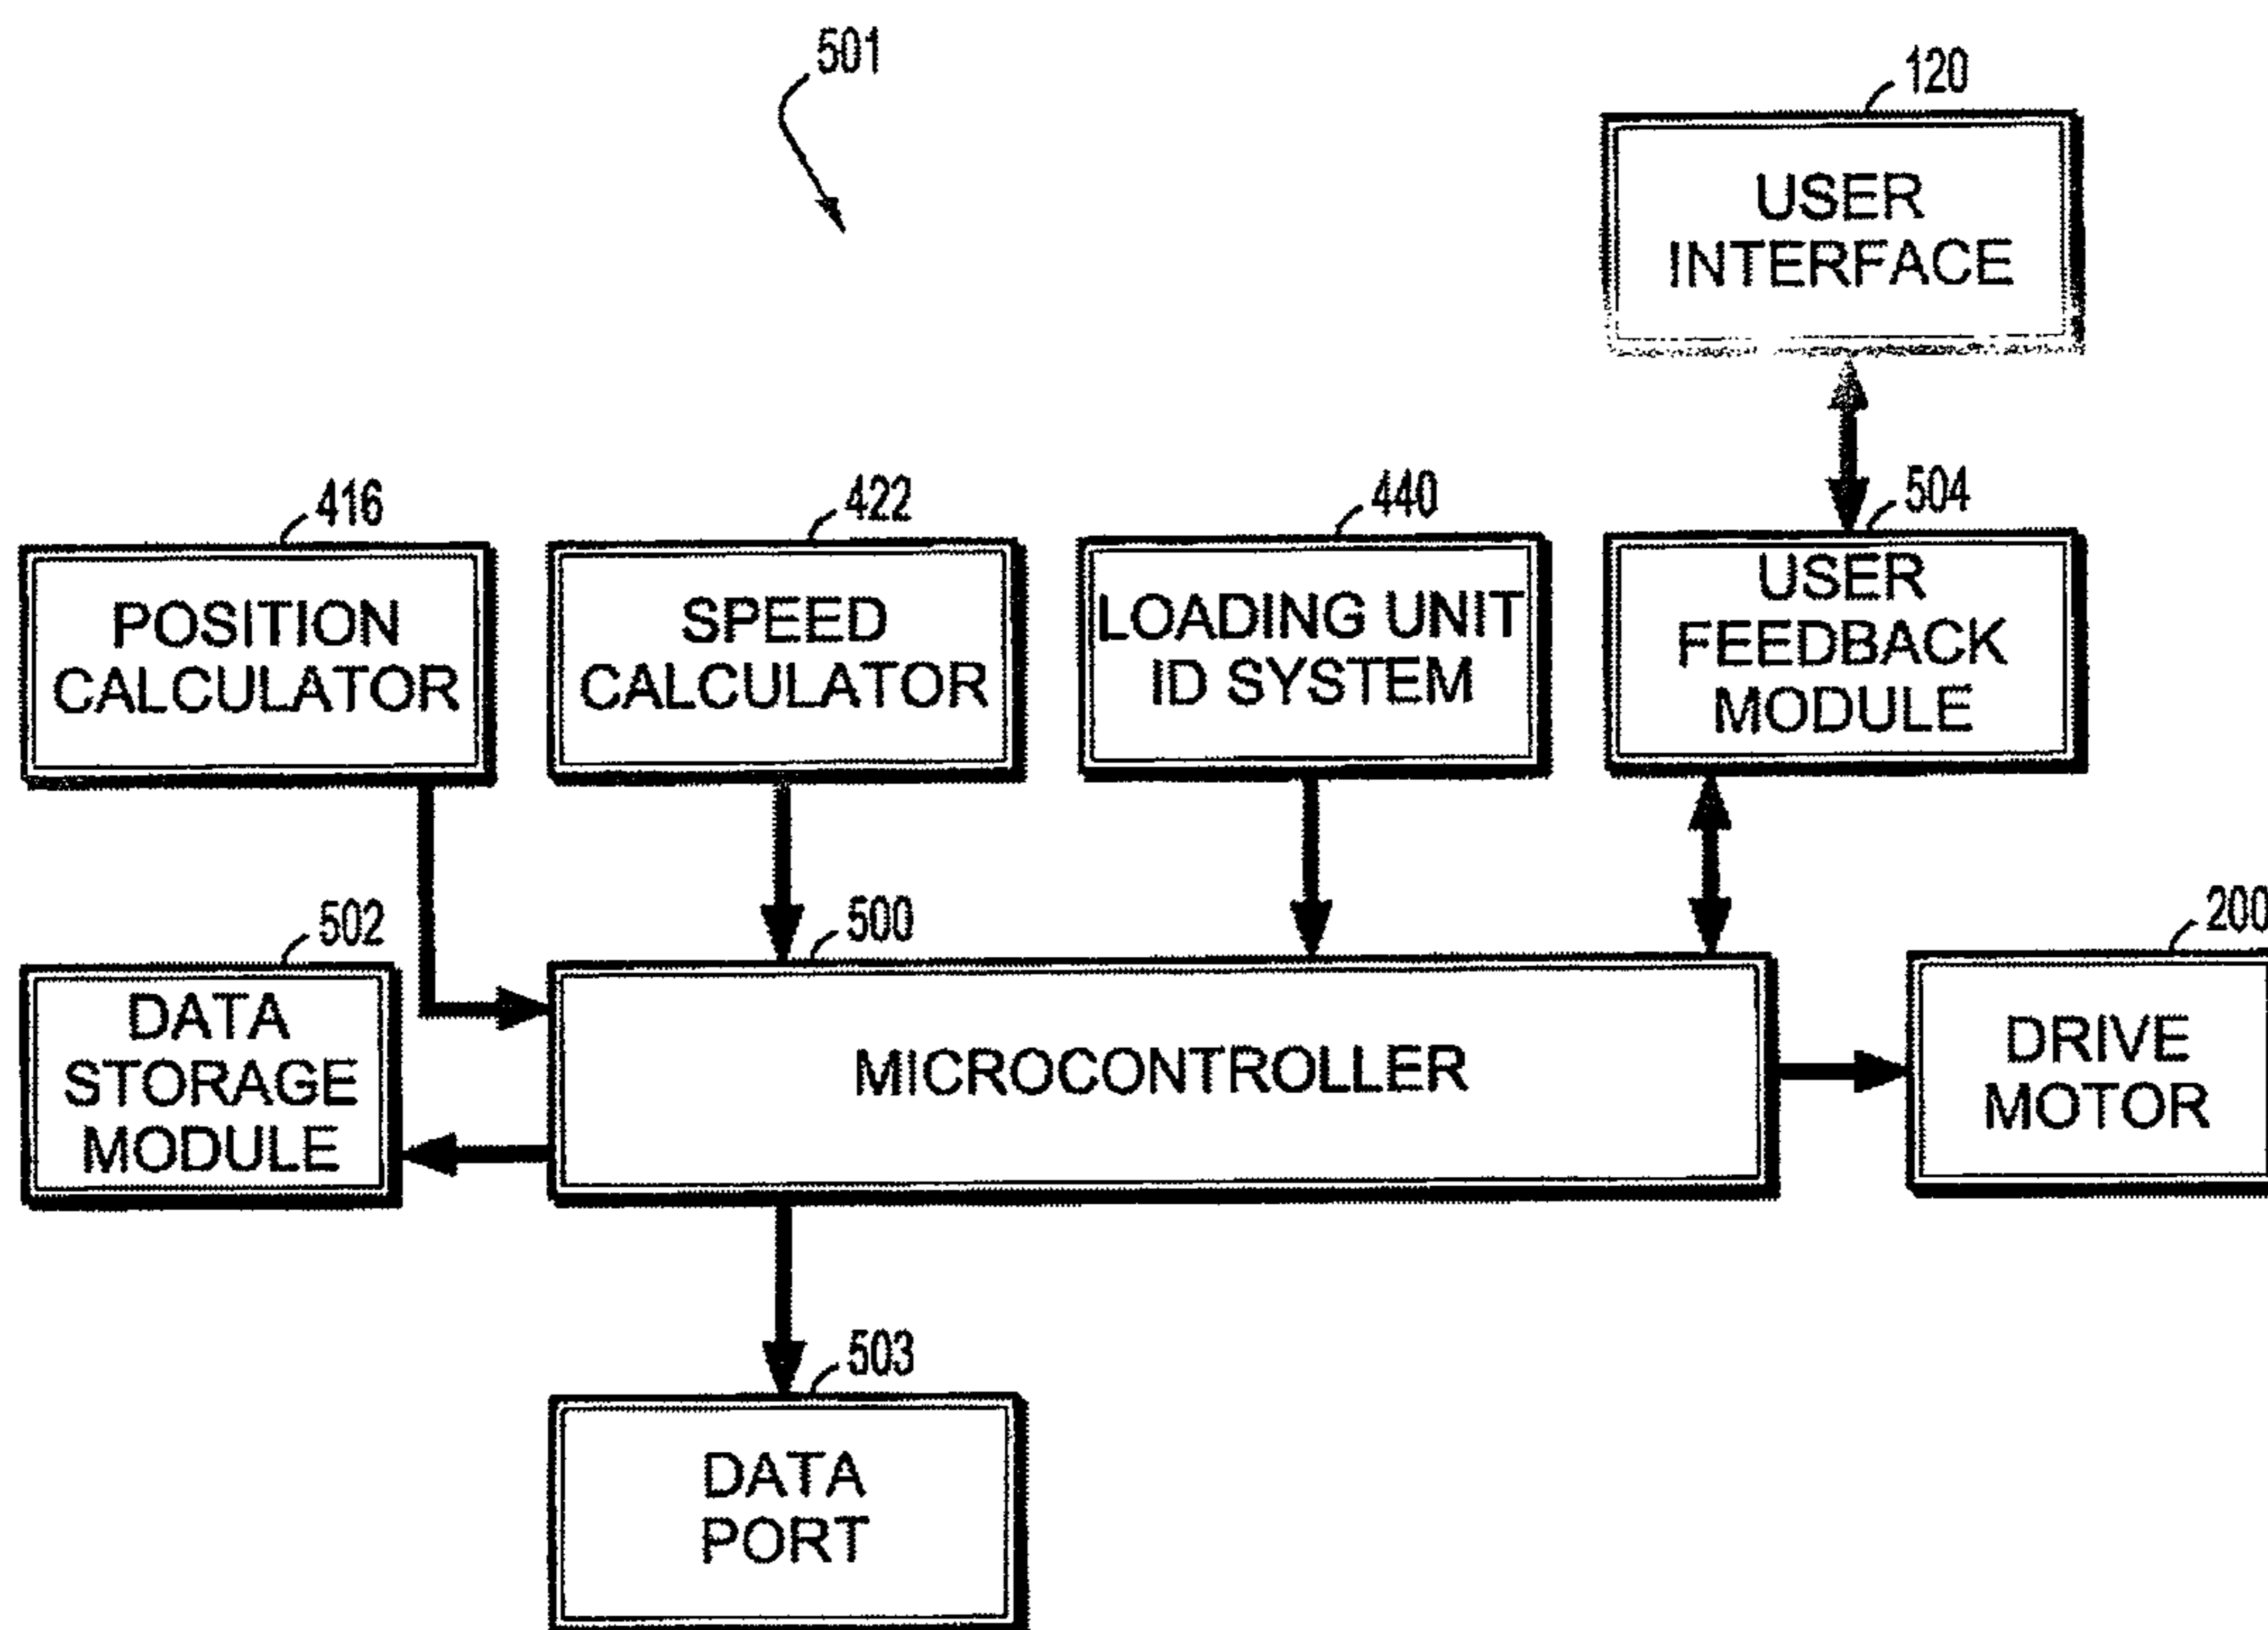 501
120
USER
INTERFACE
416
POSITION
CALCULATOR
422
SPEED
CALCULATOR
440
LOADING UNIT
ID SYSTEM
504
USER
FEEDBACK
MODULE
502
DATA
STORAGE
MODULE
500
MICROCONTROLLER
200
DRIVE
MOTOR
503
DATA
PORT